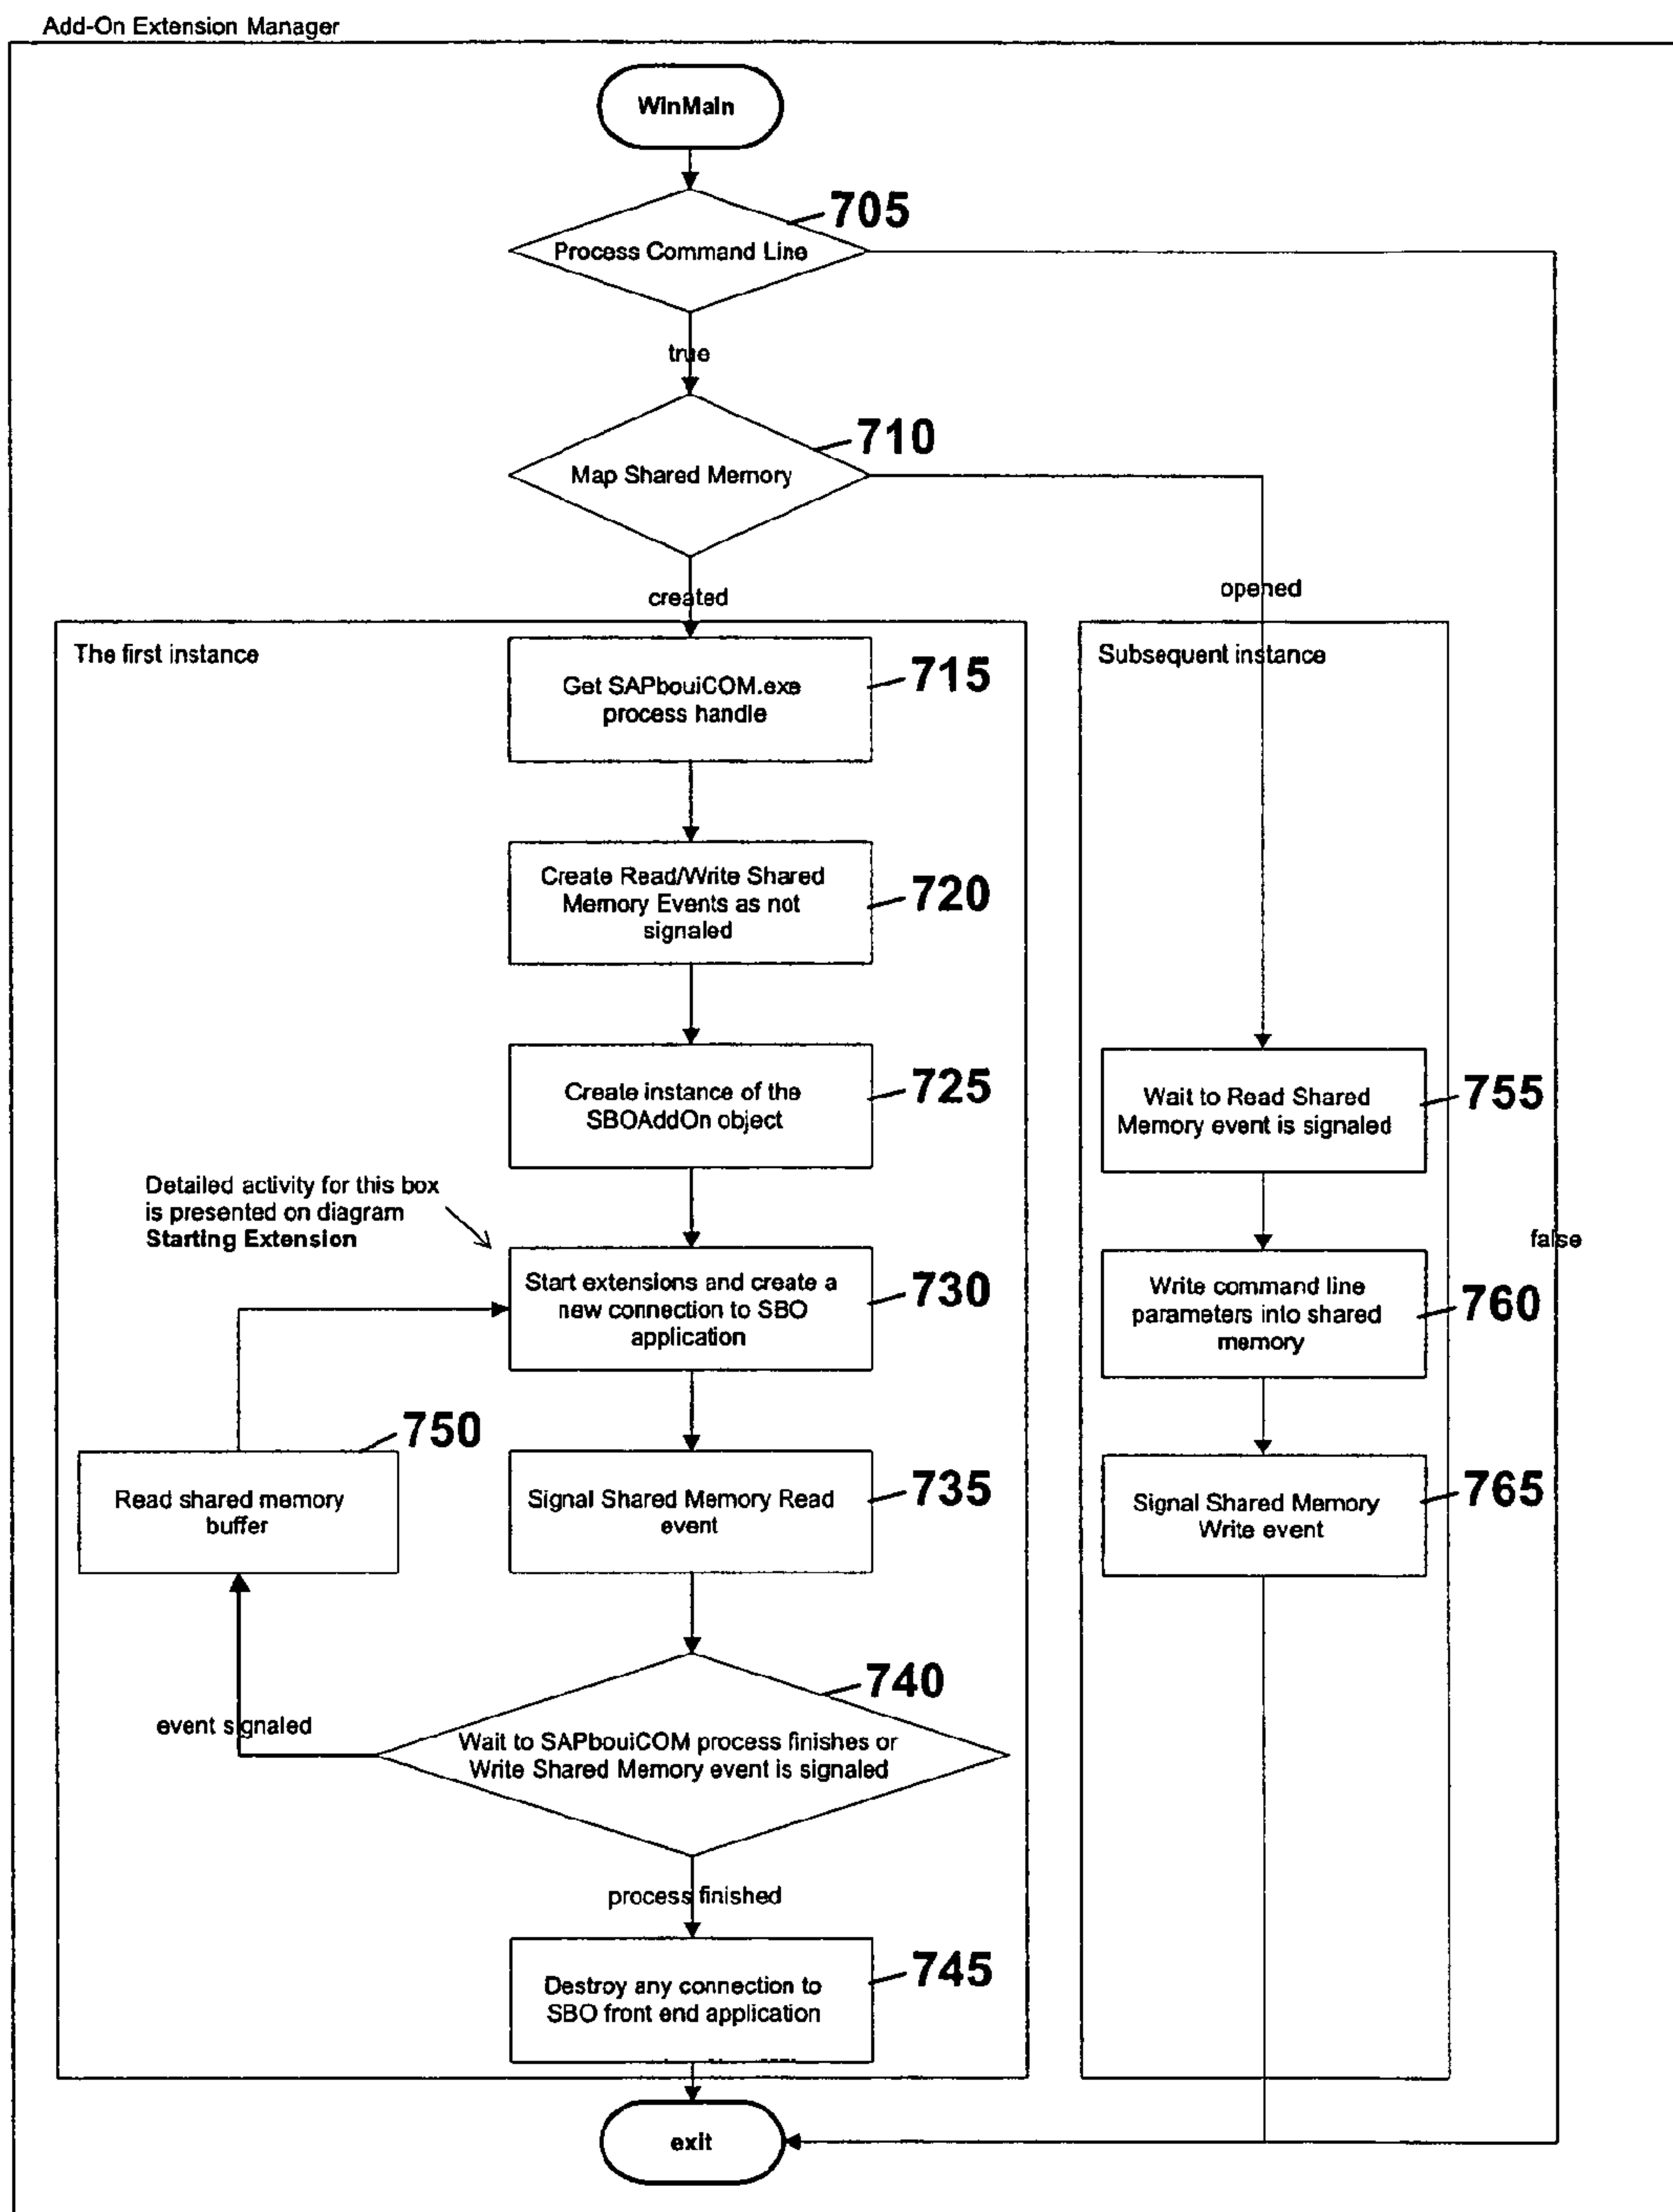 Add-On Extension Manager
WinMain
705
Process Command Line
true
710
Map Shared Memory
created
opened
The first instance
Subsequent instance
Get SAPbouiCOM.exe
process handle
715
Create Read/Write Shared
Memory Events as not
signaled
720
Create instance of the
SBOAddOn object
725
Wait to Read Shared
Memory event is signaled
755
Detailed activity for this box
is presented on diagram
Starting Extension
false
Start extensions and create a
new connection to SBO
application
730
Write command line
parameters into shared
memory
760
750
Read shared memory
buffer
Signal Shared Memory Read
event
735
Signal Shared Memory
Write event
765
740
event signaled
Wait to SAPbouiCOM process finishes or
Write Shared Memory event is signaled
process finished
Destroy any connection to
SBO front end application
745
exit